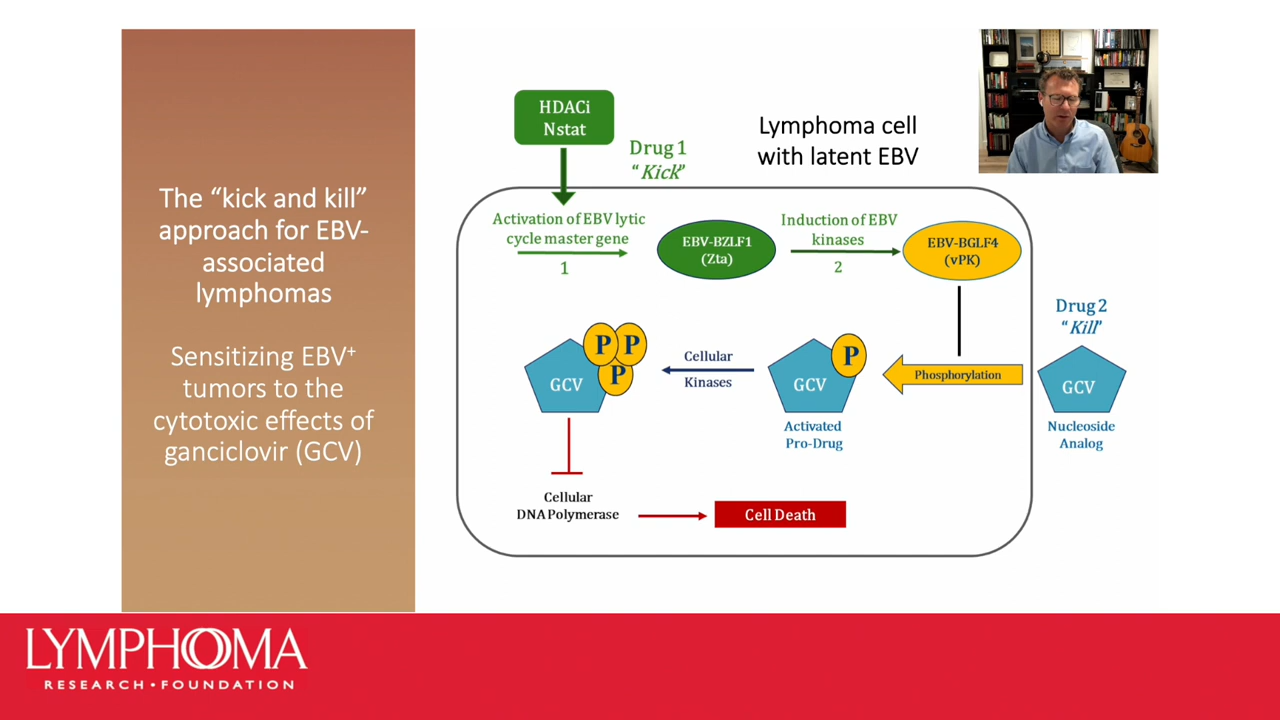 The “kick and kill”
approach for EBV-
associated
lymphomas
Sensitizing EBV⁺
tumors to the
cytotoxic effects of
ganciclovir (GCV)
HDACi
Nstat
Drug 1
“Kick”
Lymphoma cell
with latent EBV
Activation of EBV lytic
cycle master gene
1
EBV-BZLF1
(Zta)
Induction of EBV
kinases
2
EBV-BGLF4
(vPK)
Drug 2
“Kill”
GCV
Nucleoside
Analog
Phosphorylation
P
GCV
Activated
Pro-Drug
Cellular
Kinases
P P
P
GCV
Cellular
DNA Polymerase
Cell Death
LYMPHOMA
RESEARCH • FOUNDATION